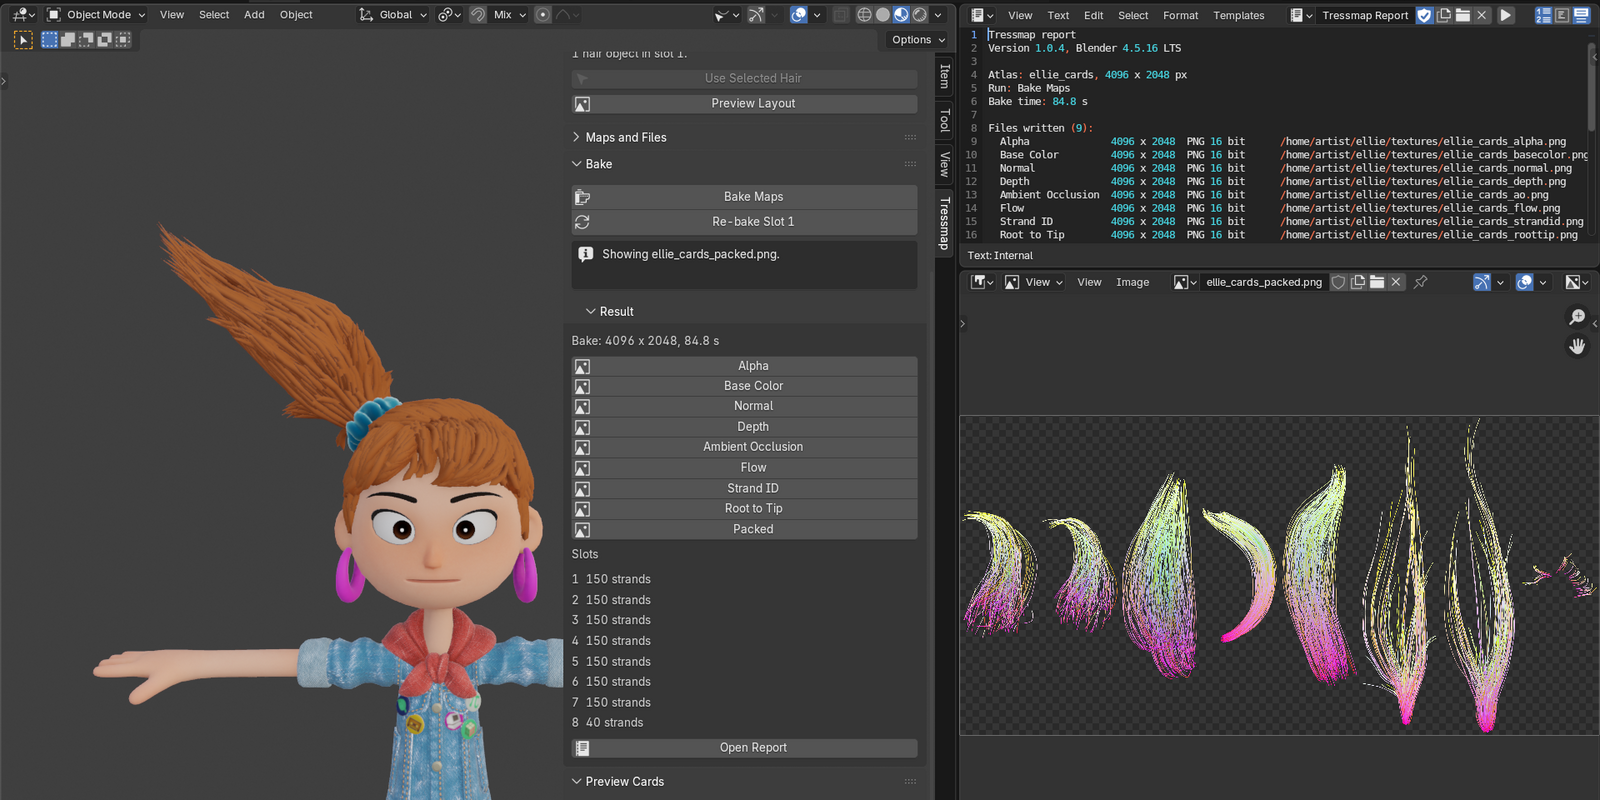 Object Mode View Select Add Object Global Mix
Options
1 hair object in slot 1.
Use Selected Hair
Preview Layout
Maps and Files
Bake
Bake Maps
Re-bake Slot 1
Showing ellie_cards_packed.png.
Result
Bake: 4096 x 2048, 84.8 s
Alpha
Base Color
Normal
Depth
Ambient Occlusion
Flow
Strand ID
Root to Tip
Packed
Slots
1 150 strands
2 150 strands
3 150 strands
4 150 strands
5 150 strands
6 150 strands
7 150 strands
8 40 strands
Open Report
Preview Cards
Item
Tool
View
Tressmap
View Text Edit Select Format Templates Tressmap Report
1 Tressmap report
2 Version 1.0.4, Blender 4.5.16 LTS
3
4 Atlas: ellie_cards, 4096 x 2048 px
5 Run: Bake Maps
6 Bake time: 84.8 s
7
8 Files written (9):
9 Alpha 4096 x 2048 PNG 16 bit /home/artist/ellie/textures/ellie_cards_alpha.png
10 Base Color 4096 x 2048 PNG 16 bit /home/artist/ellie/textures/ellie_cards_basecolor.png
11 Normal 4096 x 2048 PNG 16 bit /home/artist/ellie/textures/ellie_cards_normal.png
12 Depth 4096 x 2048 PNG 16 bit /home/artist/ellie/textures/ellie_cards_depth.png
13 Ambient Occlusion 4096 x 2048 PNG 16 bit /home/artist/ellie/textures/ellie_cards_ao.png
14 Flow 4096 x 2048 PNG 16 bit /home/artist/ellie/textures/ellie_cards_flow.png
15 Strand ID 4096 x 2048 PNG 16 bit /home/artist/ellie/textures/ellie_cards_strandid.png
16 Root to Tip 4096 x 2048 PNG 16 bit /home/artist/ellie/textures/ellie_cards_roottip.png
Text: Internal
View View Image ellie_cards_packed.png